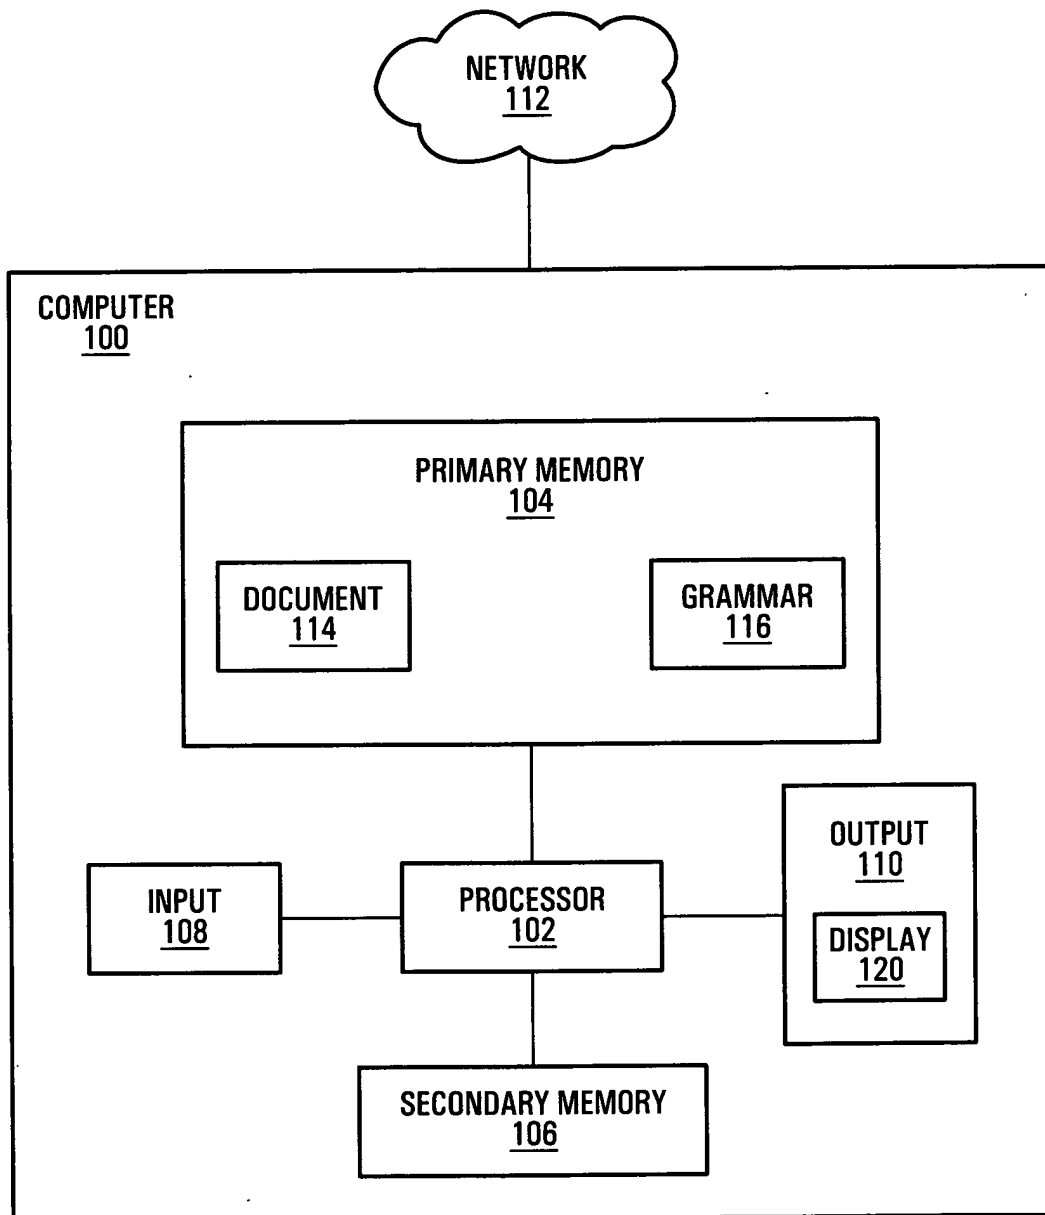 NETWORK
112
COMPUTER
100
PRIMARY MEMORY
104
DOCUMENT
114
GRAMMAR
116
OUTPUT
110
INPUT
108
PROCESSOR
102
DISPLAY
120
SECONDARY MEMORY
106